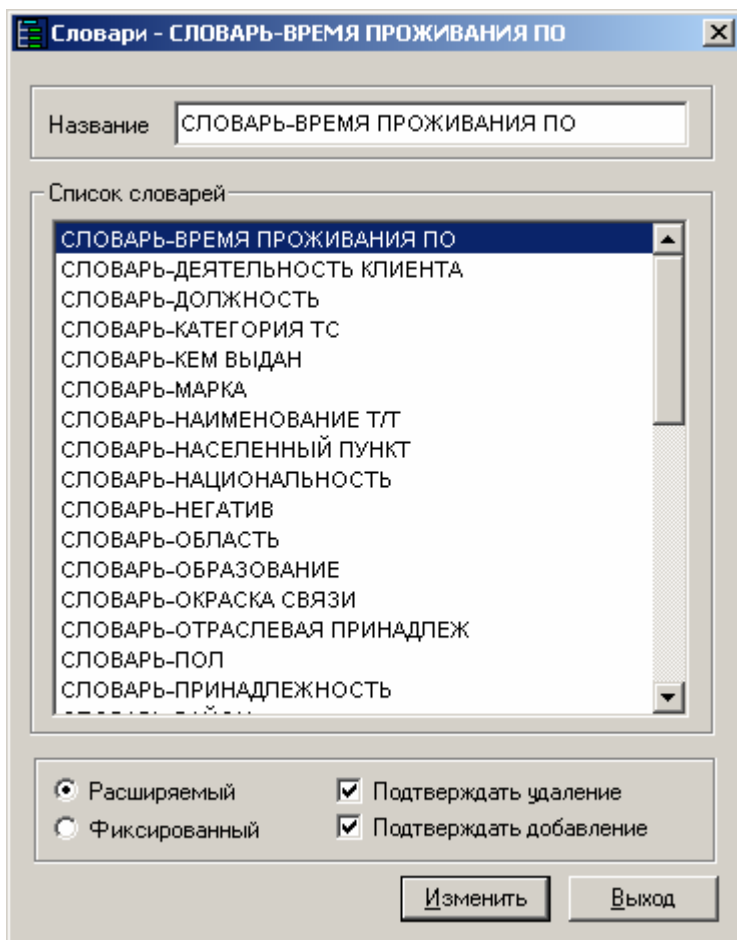 Словари - СЛОВАРЬ-ВРЕМЯ ПРОЖИВАНИЯ ПО
Название СЛОВАРЬ-ВРЕМЯ ПРОЖИВАНИЯ ПО
Список словарей
СЛОВАРЬ-ВРЕМЯ ПРОЖИВАНИЯ ПО
СЛОВАРЬ-ДЕЯТЕЛЬНОСТЬ КЛИЕНТА
СЛОВАРЬ-ДОЛЖНОСТЬ
СЛОВАРЬ-КАТЕГОРИЯ ТС
СЛОВАРЬ-КЕМ ВЫДАН
СЛОВАРЬ-МАРКА
СЛОВАРЬ-НАИМЕНОВАНИЕ Т/Т
СЛОВАРЬ-НАСЕЛЕННЫЙ ПУНКТ
СЛОВАРЬ-НАЦИОНАЛЬНОСТЬ
СЛОВАРЬ-НЕГАТИВ
СЛОВАРЬ-ОБЛАСТЬ
СЛОВАРЬ-ОБРАЗОВАНИЕ
СЛОВАРЬ-ОКРАСКА СВЯЗИ
СЛОВАРЬ-ОТРАСЛЕВАЯ ПРИНАДЛЕЖ
СЛОВАРЬ-ПОЛ
СЛОВАРЬ-ПРИНАДЛЕЖНОСТЬ
Расширяемый Подтверждать удаление
Фиксированный Подтверждать добавление
Изменить Выход